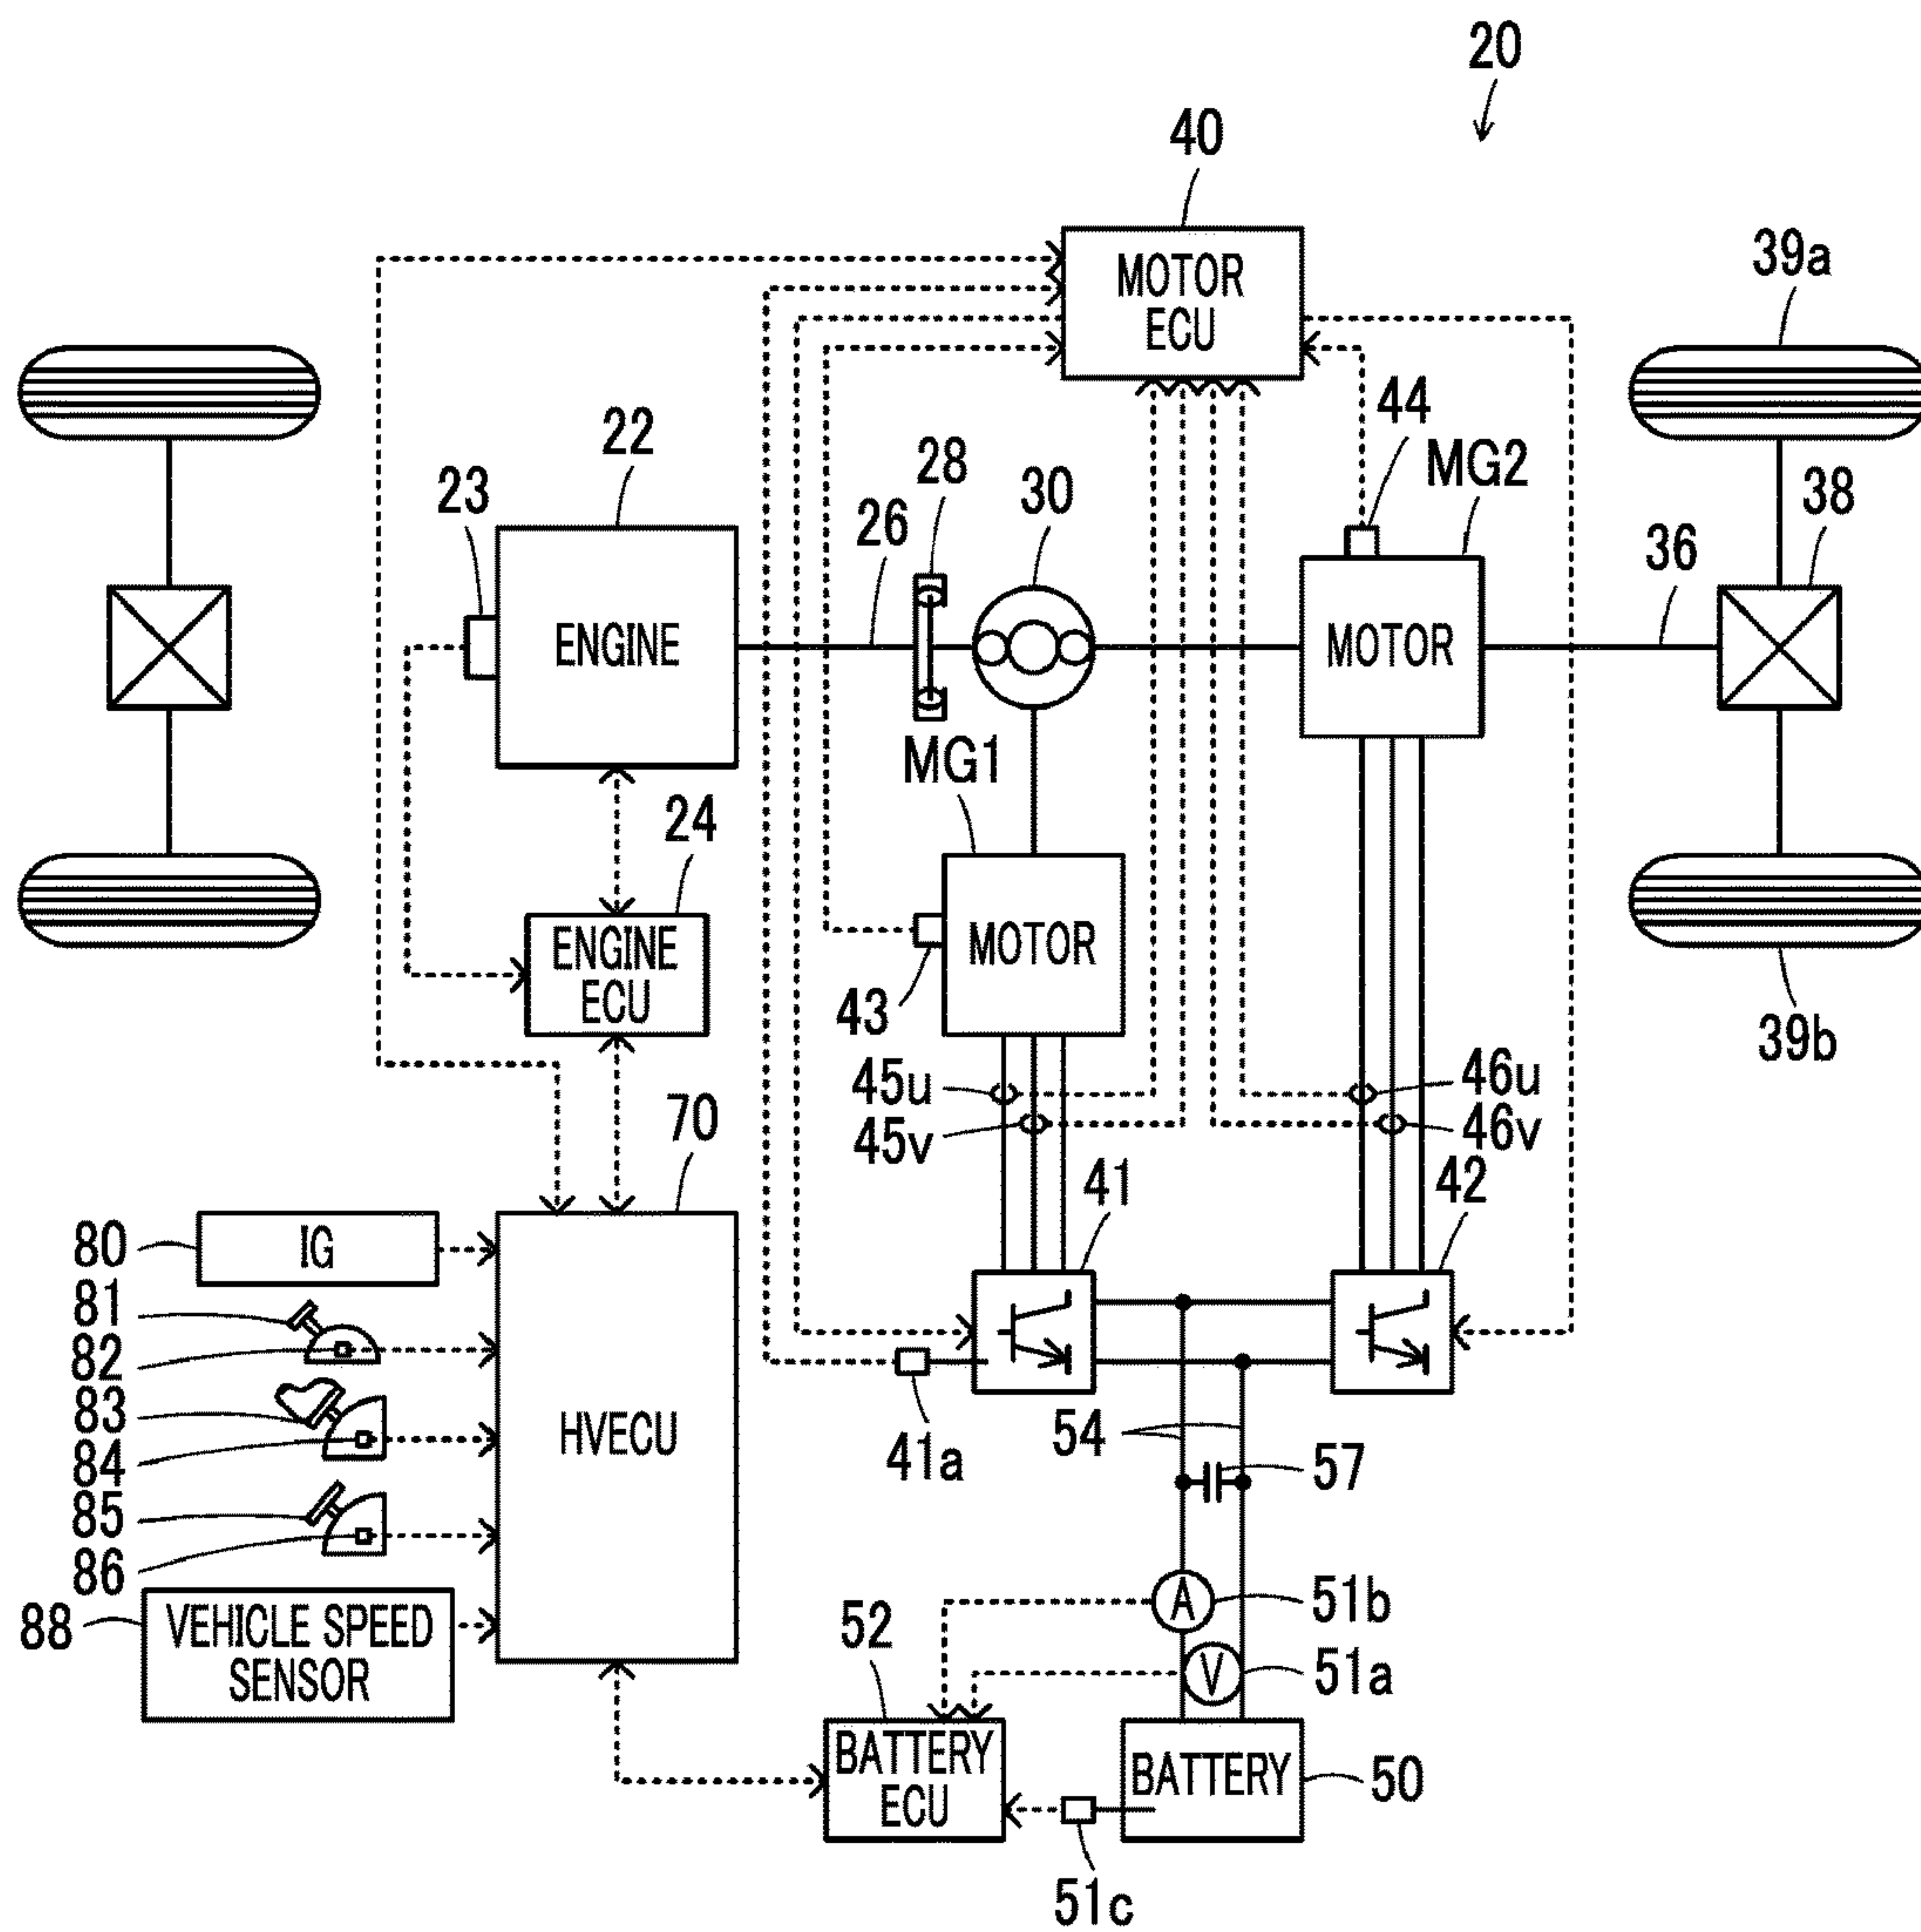 20
40
39a
MOTOR
ECU
44
MG2
22
28
30
38
23
26
36
ENGINE
MOTOR
MG1
24
ENGINE
ECU
MOTOR
43
39b
45u
46u
70
45v
46v
41
42
80
IG
81
82
83
HVECU
54
84
41a
57
85
86
A
51b
88
VEHICLE SPEED
SENSOR
52
V
51a
BATTERY
ECU
BATTERY
50
51c